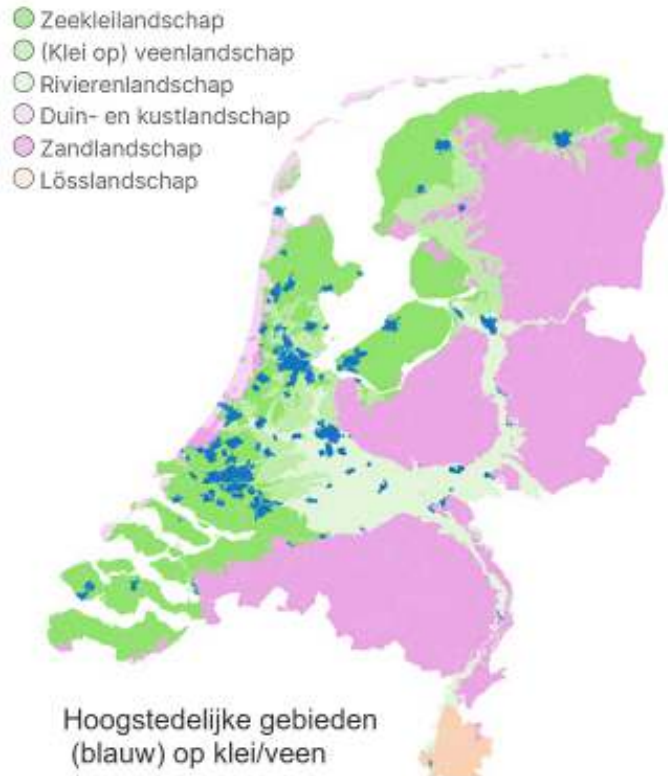 Zeekleilandschap
(Klei op) veenlandschap
Rivierenlandschap
Duin- en kustlandschap
Zandlandschap
Lösslandschap
Hoogstedelijke gebieden
(blauw) op klei/veen